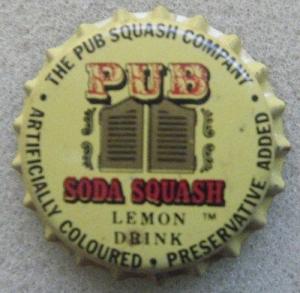 • THE PUB SQUASH COMPANY •
PUB
SODA SQUASH
LEMON ™
DRINK
ARTIFICIALLY COLOURED • PRESERVATIVE ADDED